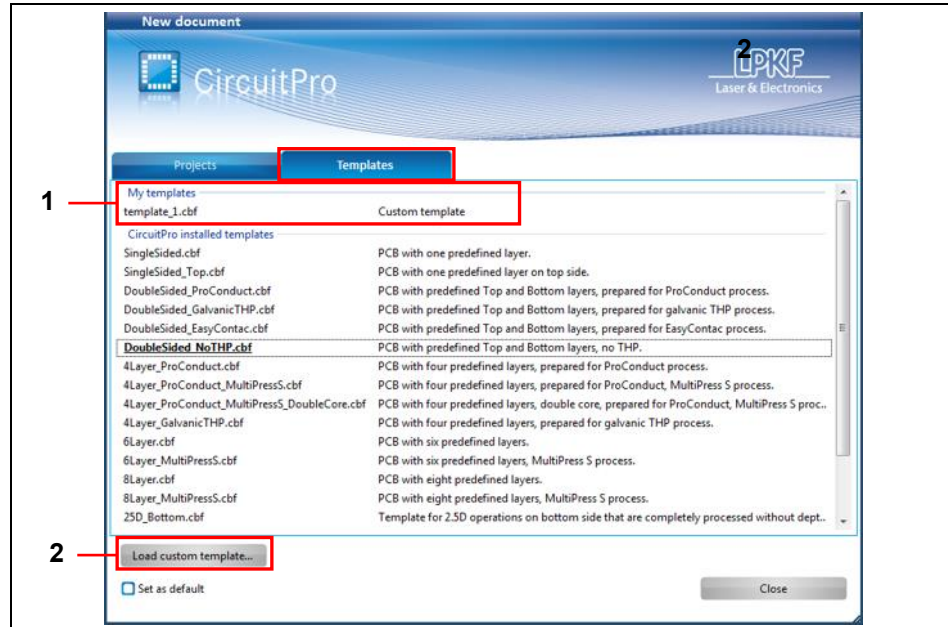 New document
CircuitPro
2
LPKF
Laser & Electronics
Projects Templates
1
My templates
template_1.cbf Custom template
CircuitPro installed templates
SingleSided.cbf PCB with one predefined layer.
SingleSided_Top.cbf PCB with one predefined layer on top side.
DoubleSided_ProConduct.cbf PCB with predefined Top and Bottom layers, prepared for ProConduct process.
DoubleSided_GalvanicTHP.cbf PCB with predefined Top and Bottom layers, prepared for galvanic THP process.
DoubleSided_EasyContac.cbf PCB with predefined Top and Bottom layers, prepared for EasyContac process.
DoubleSided_NoTHP.cbf PCB with predefined Top and Bottom layers, no THP.
4Layer_ProConduct.cbf PCB with four predefined layers, prepared for ProConduct process.
4Layer_ProConduct_MultiPressS.cbf PCB with four predefined layers, prepared for ProConduct, MultiPress S process.
4Layer_ProConduct_MultiPressS_DoubleCore.cbf PCB with four predefined layers, double core, prepared for ProConduct, MultiPress S proc..
4Layer_GalvanicTHP.cbf PCB with four predefined layers, prepared for galvanic THP process.
6Layer.cbf PCB with six predefined layers.
6Layer_MultiPressS.cbf PCB with six predefined layers, MultiPress S process.
8Layer.cbf PCB with eight predefined layers.
8Layer_MultiPressS.cbf PCB with eight predefined layers, MultiPress S process.
25D_Bottom.cbf Template for 2.5D operations on bottom side that are completely processed without dept..
2
Load custom template...
Set as default
Close